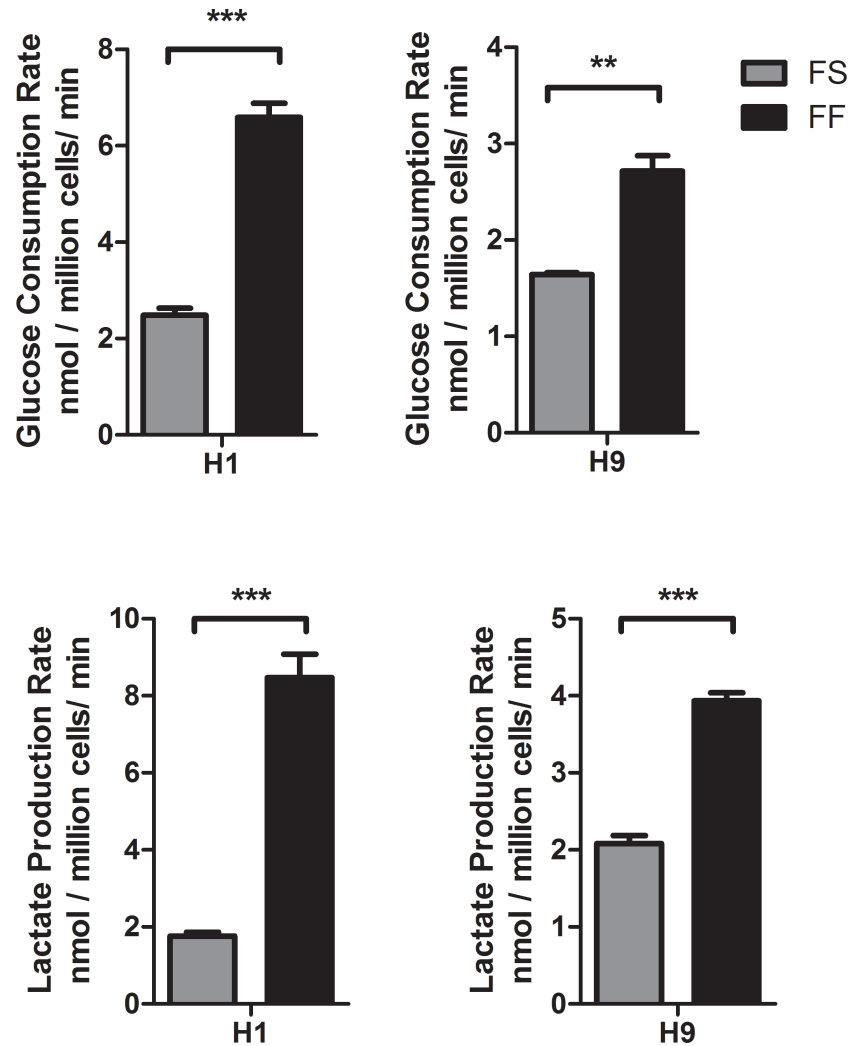 ***
Glucose Consumption Rate
nmol / million cells/ min
8
6
4
2
0
H1
**
Glucose Consumption Rate
nmol / million cells/ min
4
3
2
1
0
H9
FS
FF
***
Lactate Production Rate
nmol / million cells/ min
10
8
6
4
2
0
H1
***
Lactate Production Rate
nmol / million cells/ min
5
4
3
2
1
0
H9